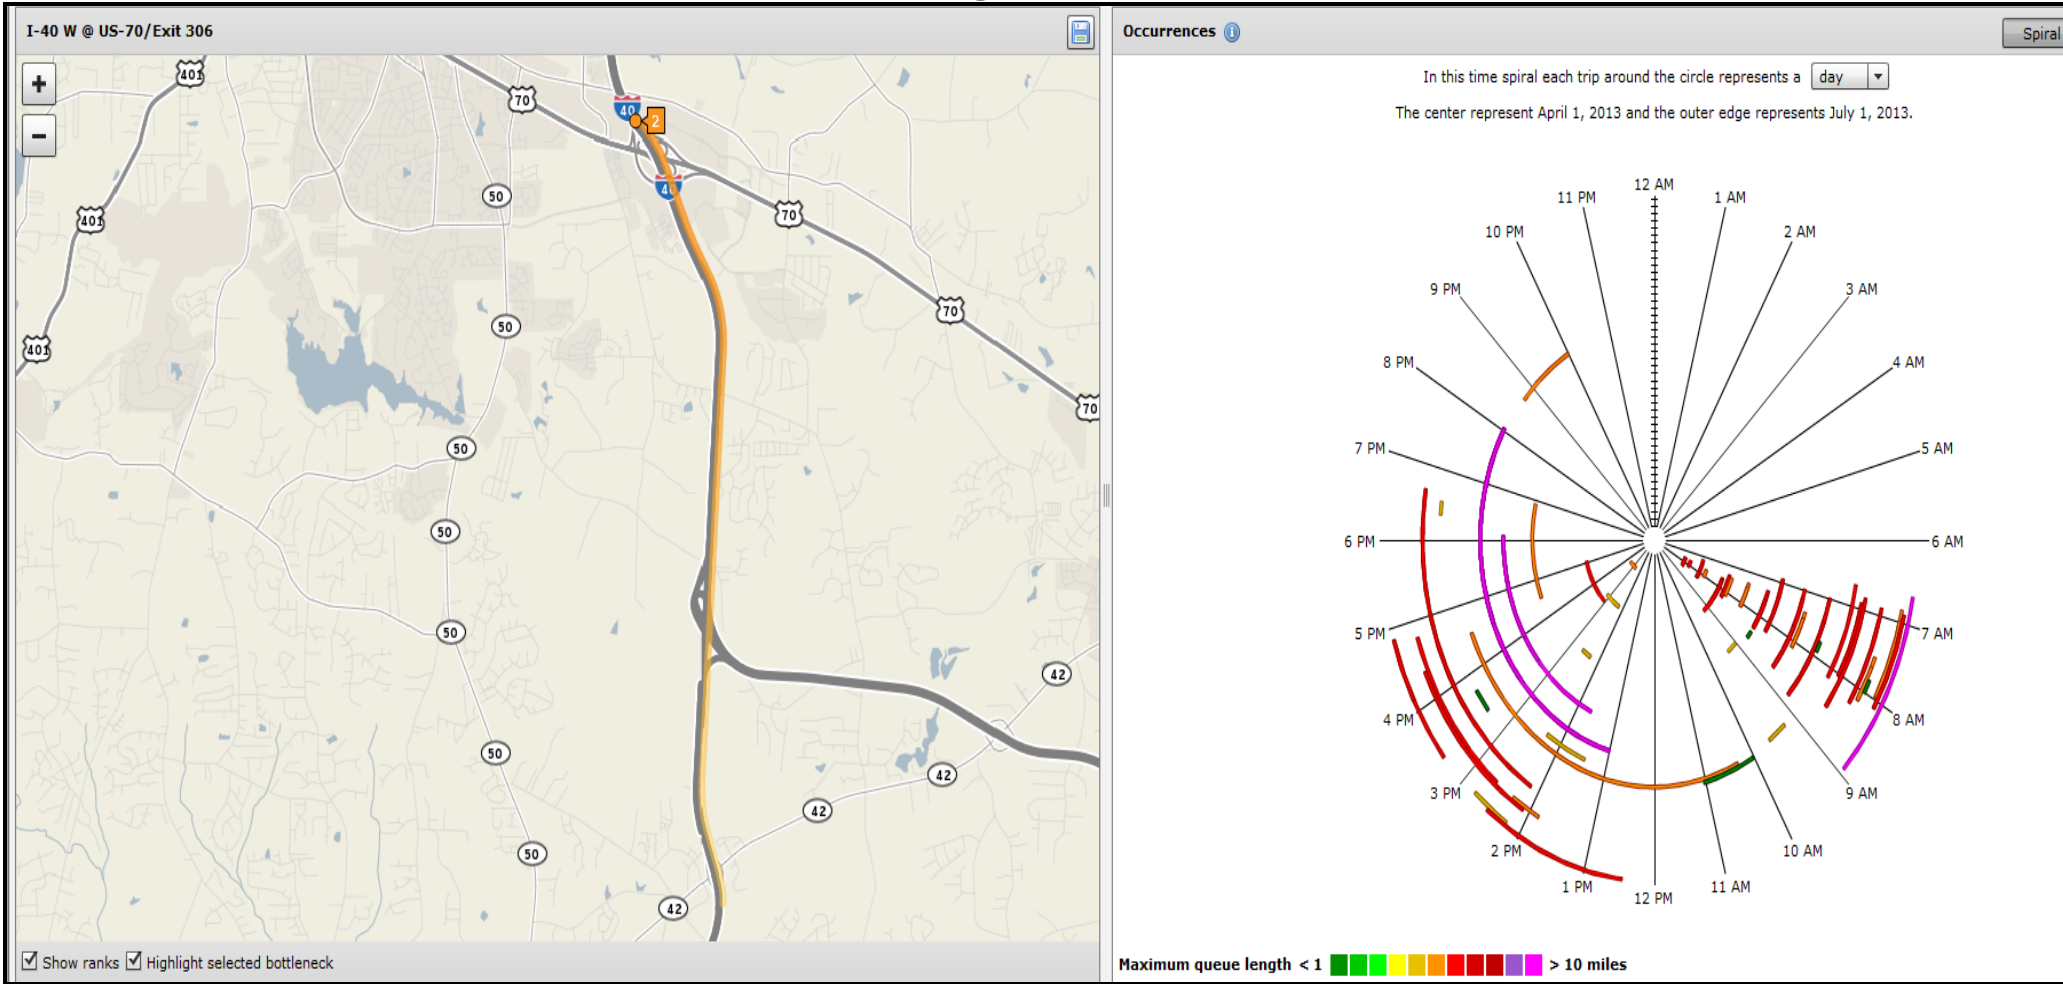 I-40 W @ US-70/Exit 306
401
70
40
2
40
50
401
70
70
50
401
70
50
50
50
42
50
42
42
50
42
Show ranks Highlight selected bottleneck
Occurrences
Spiral
In this time spiral each trip around the circle represents a day
The center represent April 1, 2013 and the outer edge represents July 1, 2013.
12 AM
11 PM
1 AM
10 PM
2 AM
9 PM
3 AM
8 PM
4 AM
7 PM
5 AM
6 PM
6 AM
5 PM
7 AM
4 PM
8 AM
3 PM
9 AM
2 PM
10 AM
1 PM
11 AM
12 PM
Maximum queue length < 1 > 10 miles